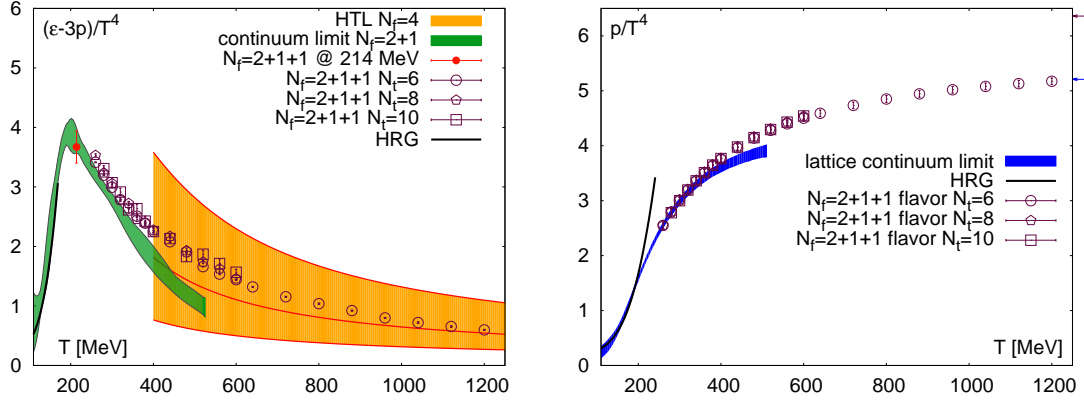 (ε-3p)/T⁴
HTL N_f=4
continuum limit N_f=2+1
N_f=2+1+1 @ 214 MeV
N_f=2+1+1 N_t=6
N_f=2+1+1 N_t=8
N_f=2+1+1 N_t=10
HRG
T [MeV]
0
1
2
3
4
5
6
200 400 600 800 1000 1200
p/T⁴
lattice continuum limit
HRG
N_f=2+1+1 flavor N_t=6
N_f=2+1+1 flavor N_t=8
N_f=2+1+1 flavor N_t=10
T [MeV]
0
1
2
3
4
5
6
200 400 600 800 1000 1200